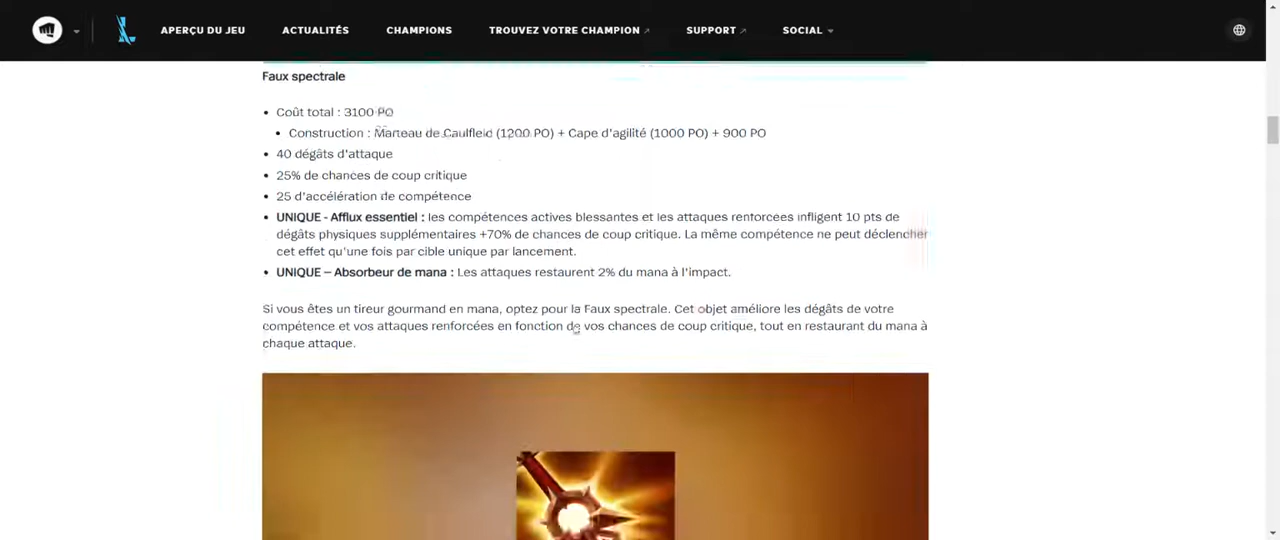 APERÇU DU JEU ACTUALITÉS CHAMPIONS TROUVEZ VOTRE CHAMPION SUPPORT SOCIAL
Faux spectrale
Coût total : 3100 PO
Construction : Marteau de Caulfield (1200 PO) + Cape d'agilité (1000 PO) + 900 PO
40 dégâts d'attaque
25% de chances de coup critique
25 d'accélération de compétence
UNIQUE - Afflux essentiel : les compétences actives blessantes et les attaques renforcées infligent 10 pts de
dégâts physiques supplémentaires +70% de chances de coup critique. La même compétence ne peut déclencher
cet effet qu'une fois par cible unique par lancement.
UNIQUE – Absorbeur de mana : Les attaques restaurent 2% du mana à l'impact.
Si vous êtes un tireur gourmand en mana, optez pour la Faux spectrale. Cet objet améliore les dégâts de votre
compétence et vos attaques renforcées en fonction de vos chances de coup critique, tout en restaurant du mana à
chaque attaque.